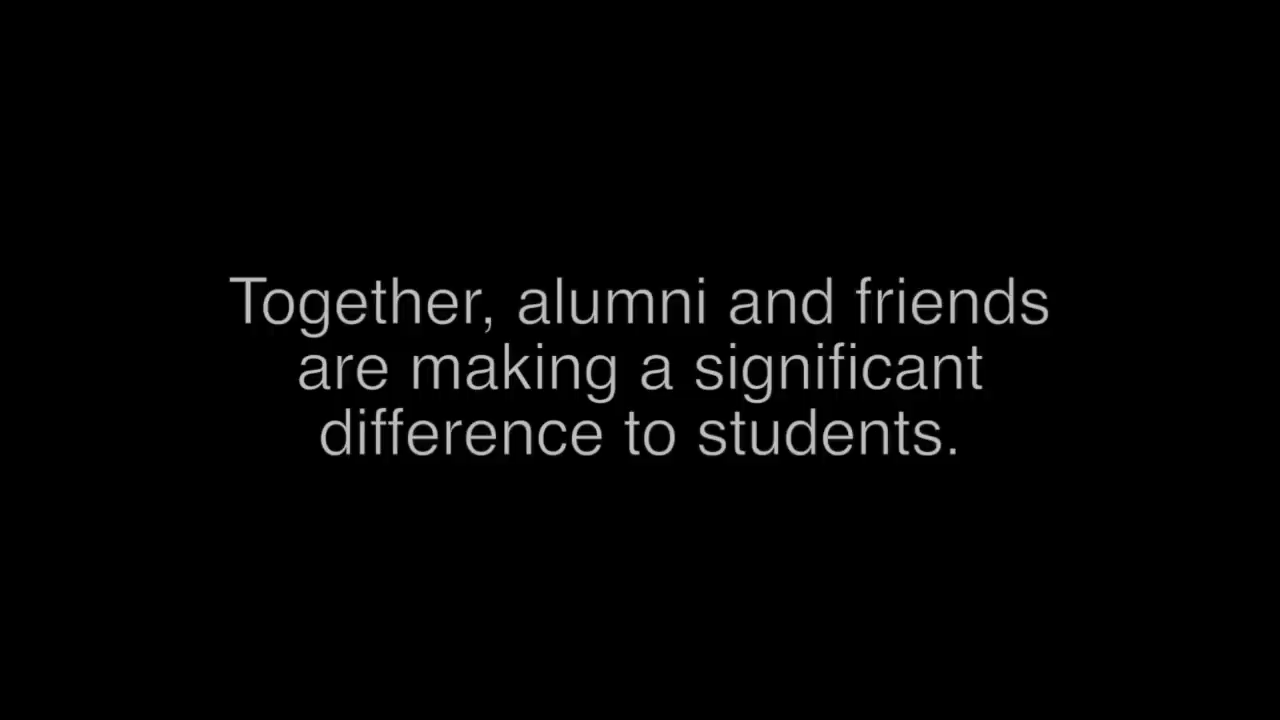 Together, alumni and friends
are making a significant
difference to students.